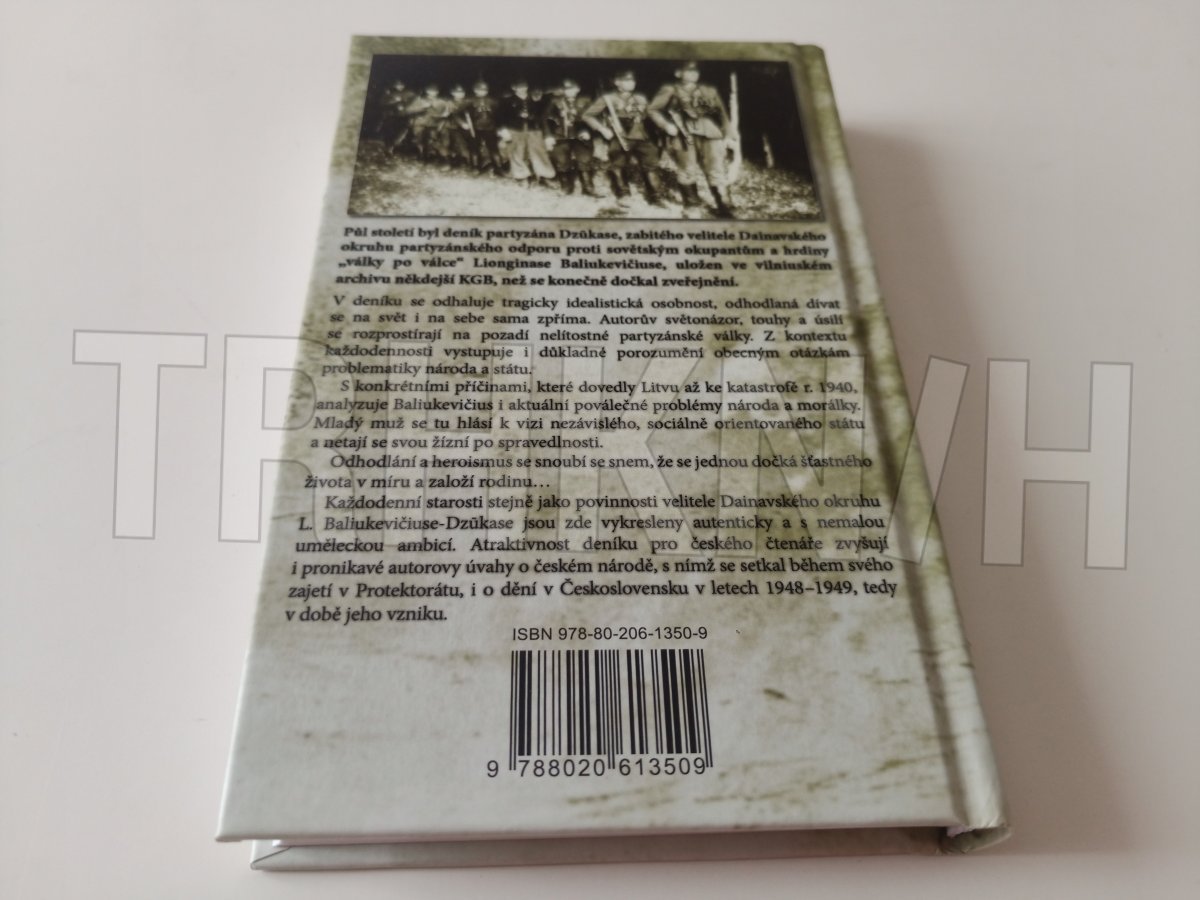 Půl století byl deník partyzána Dzūkase, zabitého velitele Dainavského
okruhu partyzánského odporu proti sovětským okupantům a hrdiny
„války po válce“ Lionginase Baliukevičiuse, uložen ve vilniuském
archivu někdejší KGB, než se konečně dočkal zveřejnění.
V deníku se odhaluje tragicky idealistická osobnost, odhodlaná dívat
se na svět i na sebe sama zpříma. Autorův světonázor, touhy a úsilí
se rozprostírají na pozadí nelítostné partyzánské války. Z kontextu
každodennosti vystupuje i důkladné porozumění obecným otázkám
problematiky národa a státu.
S konkrétními příčinami, které dovedly Litvu až ke katastrofě r. 1940,
analyzuje Baliukevičius i aktuální poválečné problémy národa a morálky.
Mladý muž se tu hlásí k vizi nezávislého, sociálně orientovaného státu
a netají se svou žízní po spravedlnosti.
Odhodlání a heroismus se snoubí se snem, že se jednou dočká šťastného
života v míru a založí rodinu…
Každodenní starosti stejně jako povinnosti velitele Dainavského okruhu
L. Baliukevičiuse-Dzūkase jsou zde vykresleny autenticky a s nemalou
uměleckou ambicí. Atraktivnost deníku pro českého čtenáře zvyšují
i pronikavé autorovy úvahy o českém národě, s nímž se setkal během svého
zajetí v Protektorátu, i o dění v Československu v letech 1948–1949, tedy
v době jeho vzniku.
ISBN 978-80-206-1350-9
9 788020 613509